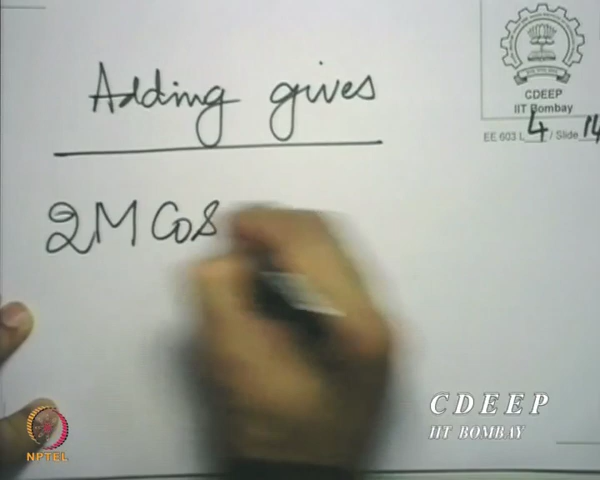 Adding gives
2M Cos
CDEEP
IIT Bombay
EE 603 L 4 / Slide 14
CDEEP
IIT BOMBAY
NPTEL